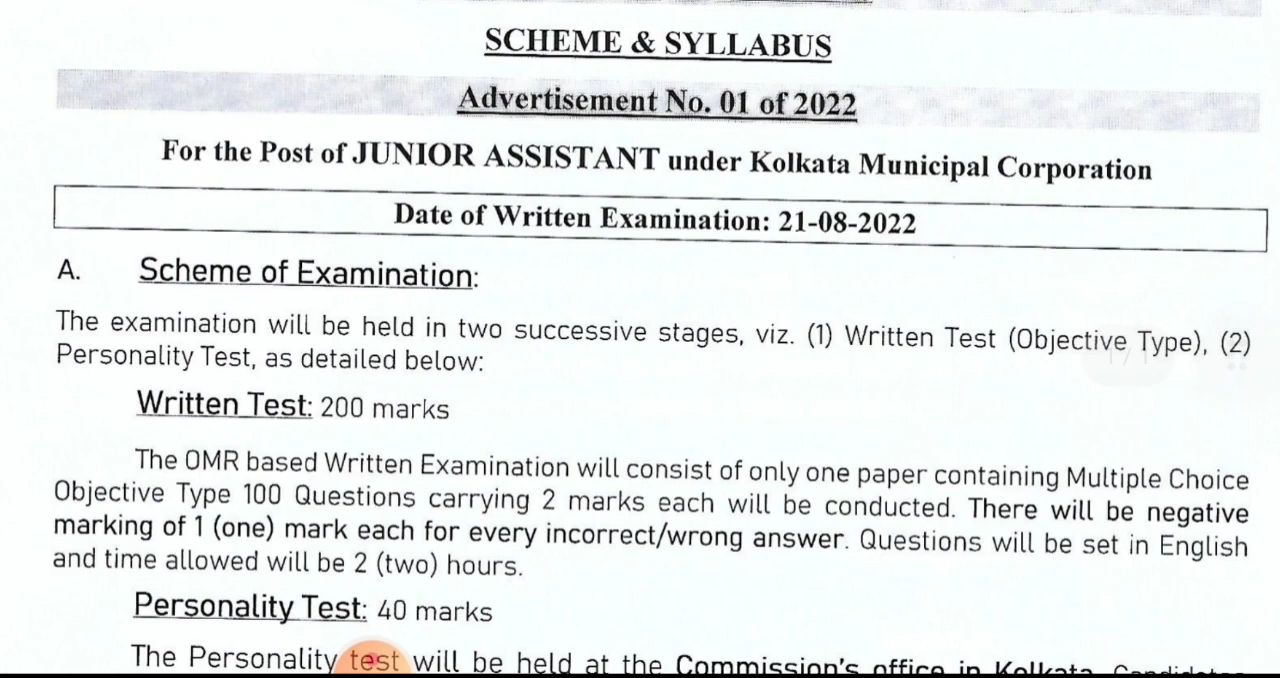 SCHEME & SYLLABUS
Advertisement No. 01 of 2022
For the Post of JUNIOR ASSISTANT under Kolkata Municipal Corporation
Date of Written Examination: 21-08-2022
A. Scheme of Examination:
The examination will be held in two successive stages, viz. (1) Written Test (Objective Type), (2)
Personality Test, as detailed below:
Written Test: 200 marks
The OMR based Written Examination will consist of only one paper containing Multiple Choice
Objective Type 100 Questions carrying 2 marks each will be conducted. There will be negative
marking of 1 (one) mark each for every incorrect/wrong answer. Questions will be set in English
and time allowed will be 2 (two) hours.
Personality Test: 40 marks
The Personality test will be held at the Commission's office in Kolkata.